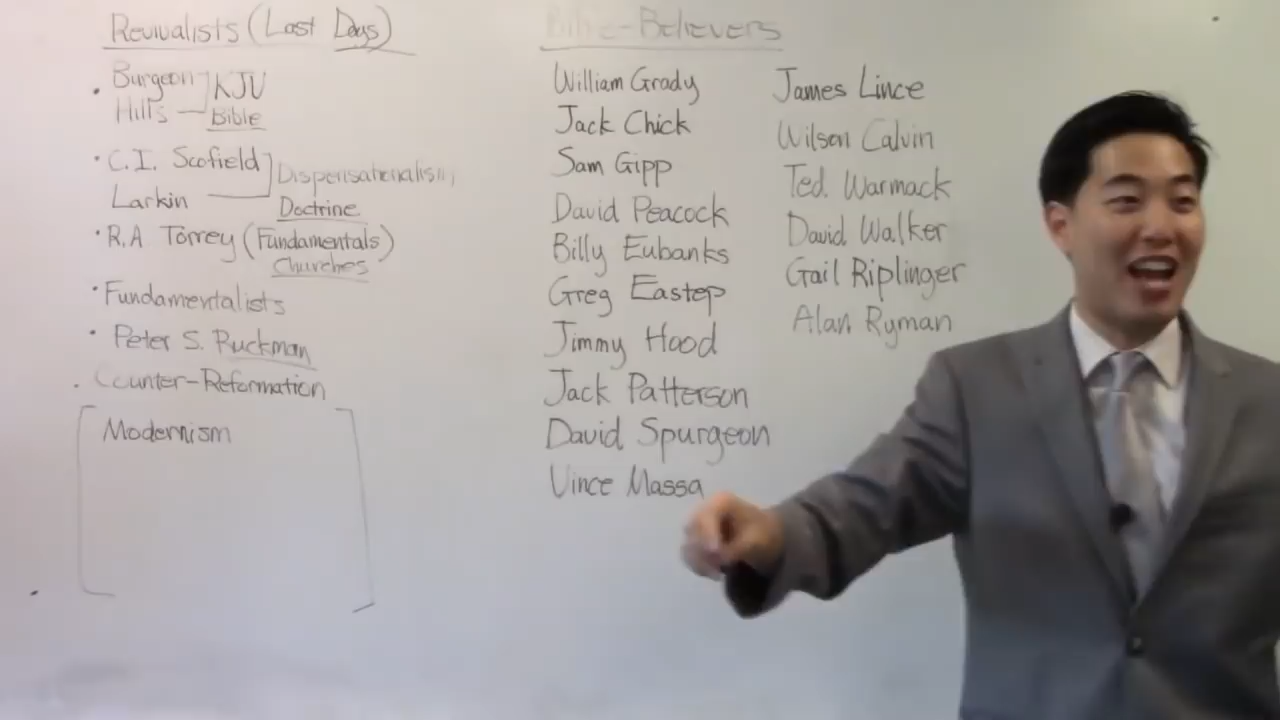 Revivalists (Last Days)
• Burgeon
Hills — KJV
Bible
• C.I. Scofield
Larkin — Dispensationalism,
Doctrine
• R.A Torrey (Fundamentals)
Churches
• Fundamentalists
• Peter S. Ruckman
• Counter-Reformation
Modernism
Bible-Believers
William Grady
Jack Chick
Sam Gipp
David Peacock
Billy Eubanks
Greg Eastep
Jimmy Hood
Jack Patterson
David Spurgeon
Vince Massa
James Lince
Wilson Calvin
Ted Warmack
David Walker
Gail Riplinger
Alan Ryman